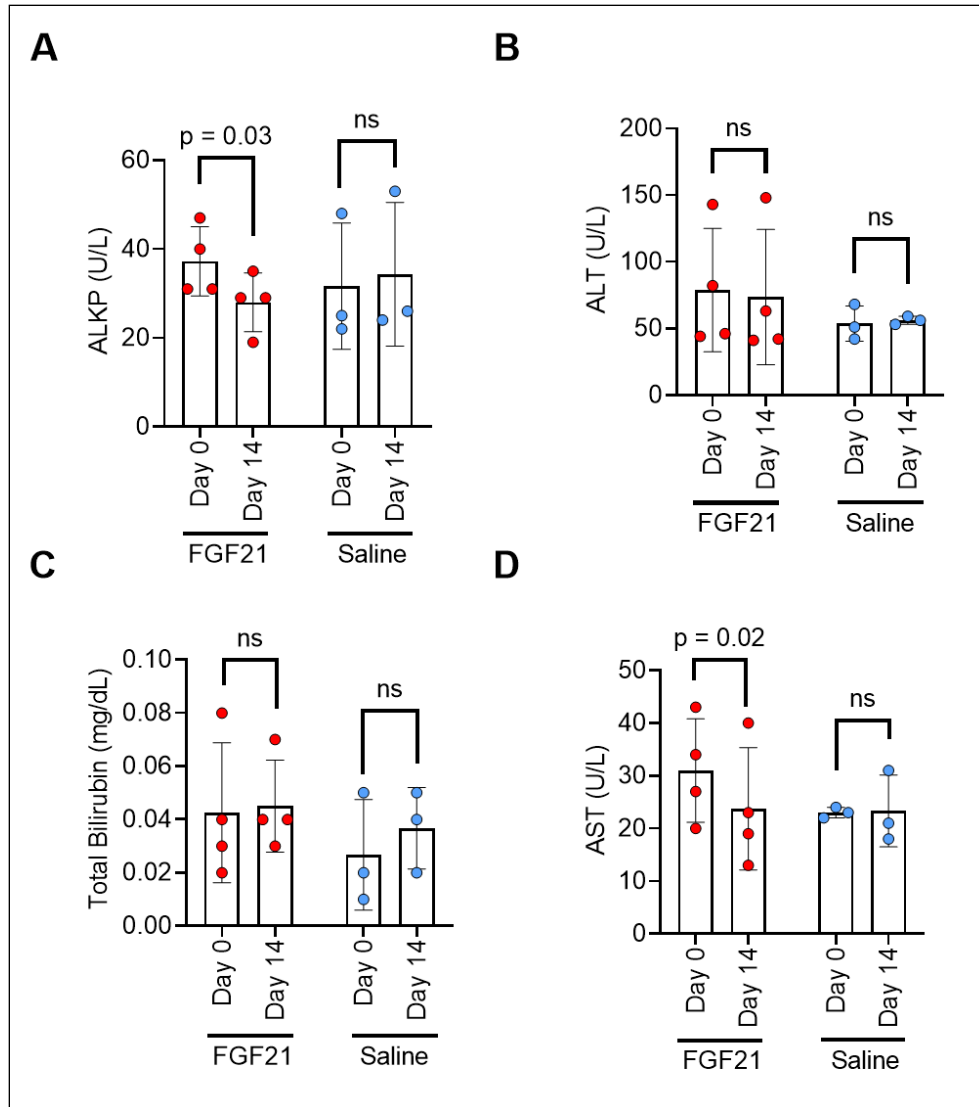 A
p = 0.03
ns
60
40
20
0
ALKP (U/L)
Day 0
Day 14
Day 0
Day 14
FGF21
Saline
B
ns
ns
200
150
100
50
0
ALT (U/L)
Day 0
Day 14
Day 0
Day 14
FGF21
Saline
C
ns
ns
0.10
0.08
0.06
0.04
0.02
0.00
Total Bilirubin (mg/dL)
Day 0
Day 14
Day 0
Day 14
FGF21
Saline
D
p = 0.02
ns
50
40
30
20
10
0
AST (U/L)
Day 0
Day 14
Day 0
Day 14
FGF21
Saline